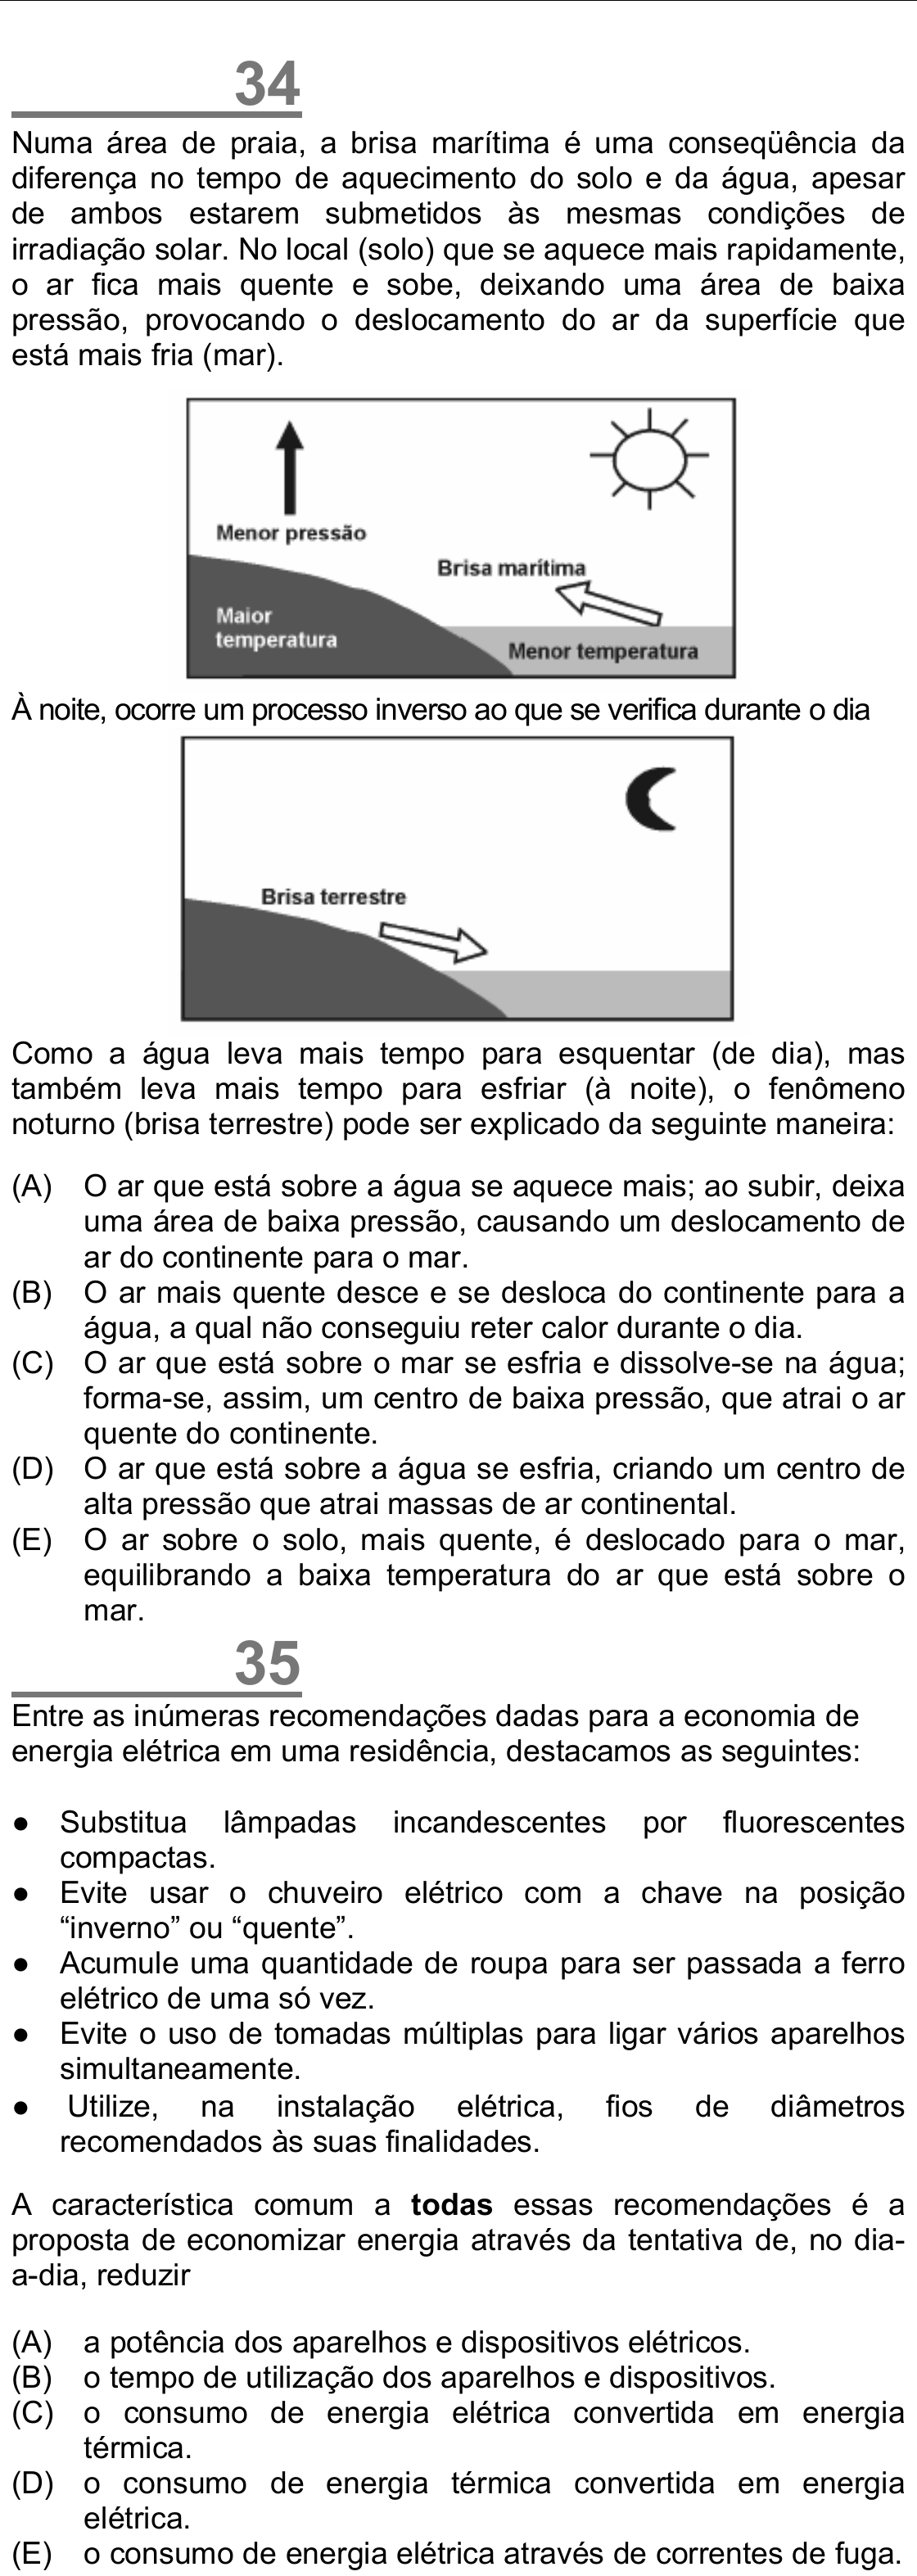 34
Numa área de praia, a brisa marítima é uma conseqüência da
diferença no tempo de aquecimento do solo e da água, apesar
de ambos estarem submetidos às mesmas condições de
irradiação solar. No local (solo) que se aquece mais rapidamente,
o ar fica mais quente e sobe, deixando uma área de baixa
pressão, provocando o deslocamento do ar da superfície que
está mais fria (mar).
Menor pressão
Brisa marítima
Maior
temperatura
Menor temperatura
À noite, ocorre um processo inverso ao que se verifica durante o dia
Brisa terrestre
Como a água leva mais tempo para esquentar (de dia), mas
também leva mais tempo para esfriar (à noite), o fenômeno
noturno (brisa terrestre) pode ser explicado da seguinte maneira:
(A) O ar que está sobre a água se aquece mais; ao subir, deixa
uma área de baixa pressão, causando um deslocamento de
ar do continente para o mar.
(B) O ar mais quente desce e se desloca do continente para a
água, a qual não conseguiu reter calor durante o dia.
(C) O ar que está sobre o mar se esfria e dissolve-se na água;
forma-se, assim, um centro de baixa pressão, que atrai o ar
quente do continente.
(D) O ar que está sobre a água se esfria, criando um centro de
alta pressão que atrai massas de ar continental.
(E) O ar sobre o solo, mais quente, é deslocado para o mar,
equilibrando a baixa temperatura do ar que está sobre o
mar.
35
Entre as inúmeras recomendações dadas para a economia de
energia elétrica em uma residência, destacamos as seguintes:
● Substitua lâmpadas incandescentes por fluorescentes
compactas.
● Evite usar o chuveiro elétrico com a chave na posição
“inverno” ou “quente”.
● Acumule uma quantidade de roupa para ser passada a ferro
elétrico de uma só vez.
● Evite o uso de tomadas múltiplas para ligar vários aparelhos
simultaneamente.
● Utilize, na instalação elétrica, fios de diâmetros
recomendados às suas finalidades.
A característica comum a todas essas recomendações é a
proposta de economizar energia através da tentativa de, no dia-
a-dia, reduzir
(A) a potência dos aparelhos e dispositivos elétricos.
(B) o tempo de utilização dos aparelhos e dispositivos.
(C) o consumo de energia elétrica convertida em energia
térmica.
(D) o consumo de energia térmica convertida em energia
elétrica.
(E) o consumo de energia elétrica através de correntes de fuga.